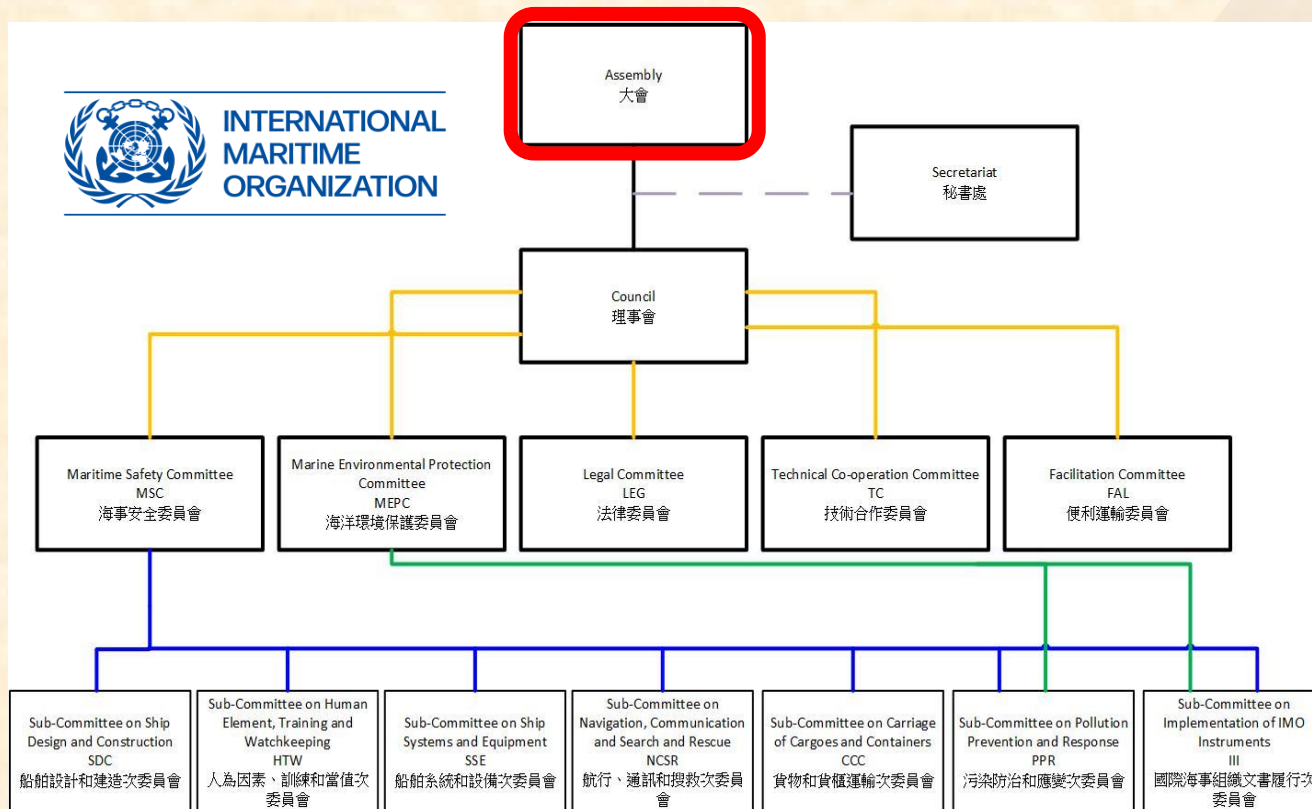 Assembly
大會
INTERNATIONAL
MARITIME
ORGANIZATION
Secretariat
秘書處
Council
理事會
Maritime Safety Committee
MSC
海事安全委員會
Marine Environmental Protection
Committee
MEPC
海洋環境保護委員會
Legal Committee
LEG
法律委員會
Technical Co-operation Committee
TC
技術合作委員會
Facilitation Committee
FAL
便利運輸委員會
Sub-Committee on Ship
Design and Construction
SDC
船舶設計和建造次委員會
Sub-Committee on Human
Element, Training and
Watchkeeping
HTW
人為因素、訓練和當值次
委員會
Sub-Committee on Ship
Systems and Equipment
SSE
船舶系統和設備次委員會
Sub-Committee on
Navigation, Communication
and Search and Rescue
NCSR
航行、通訊和搜救次委員
會
Sub-Committee on Carriage
of Cargoes and Containers
CCC
貨物和貨櫃運輸次委員會
Sub-Committee on Pollution
Prevention and Response
PPR
污染防治和應變次委員會
Sub-Committee on
Implementation of IMO
Instruments
III
國際海事組織文書履行次
委員會